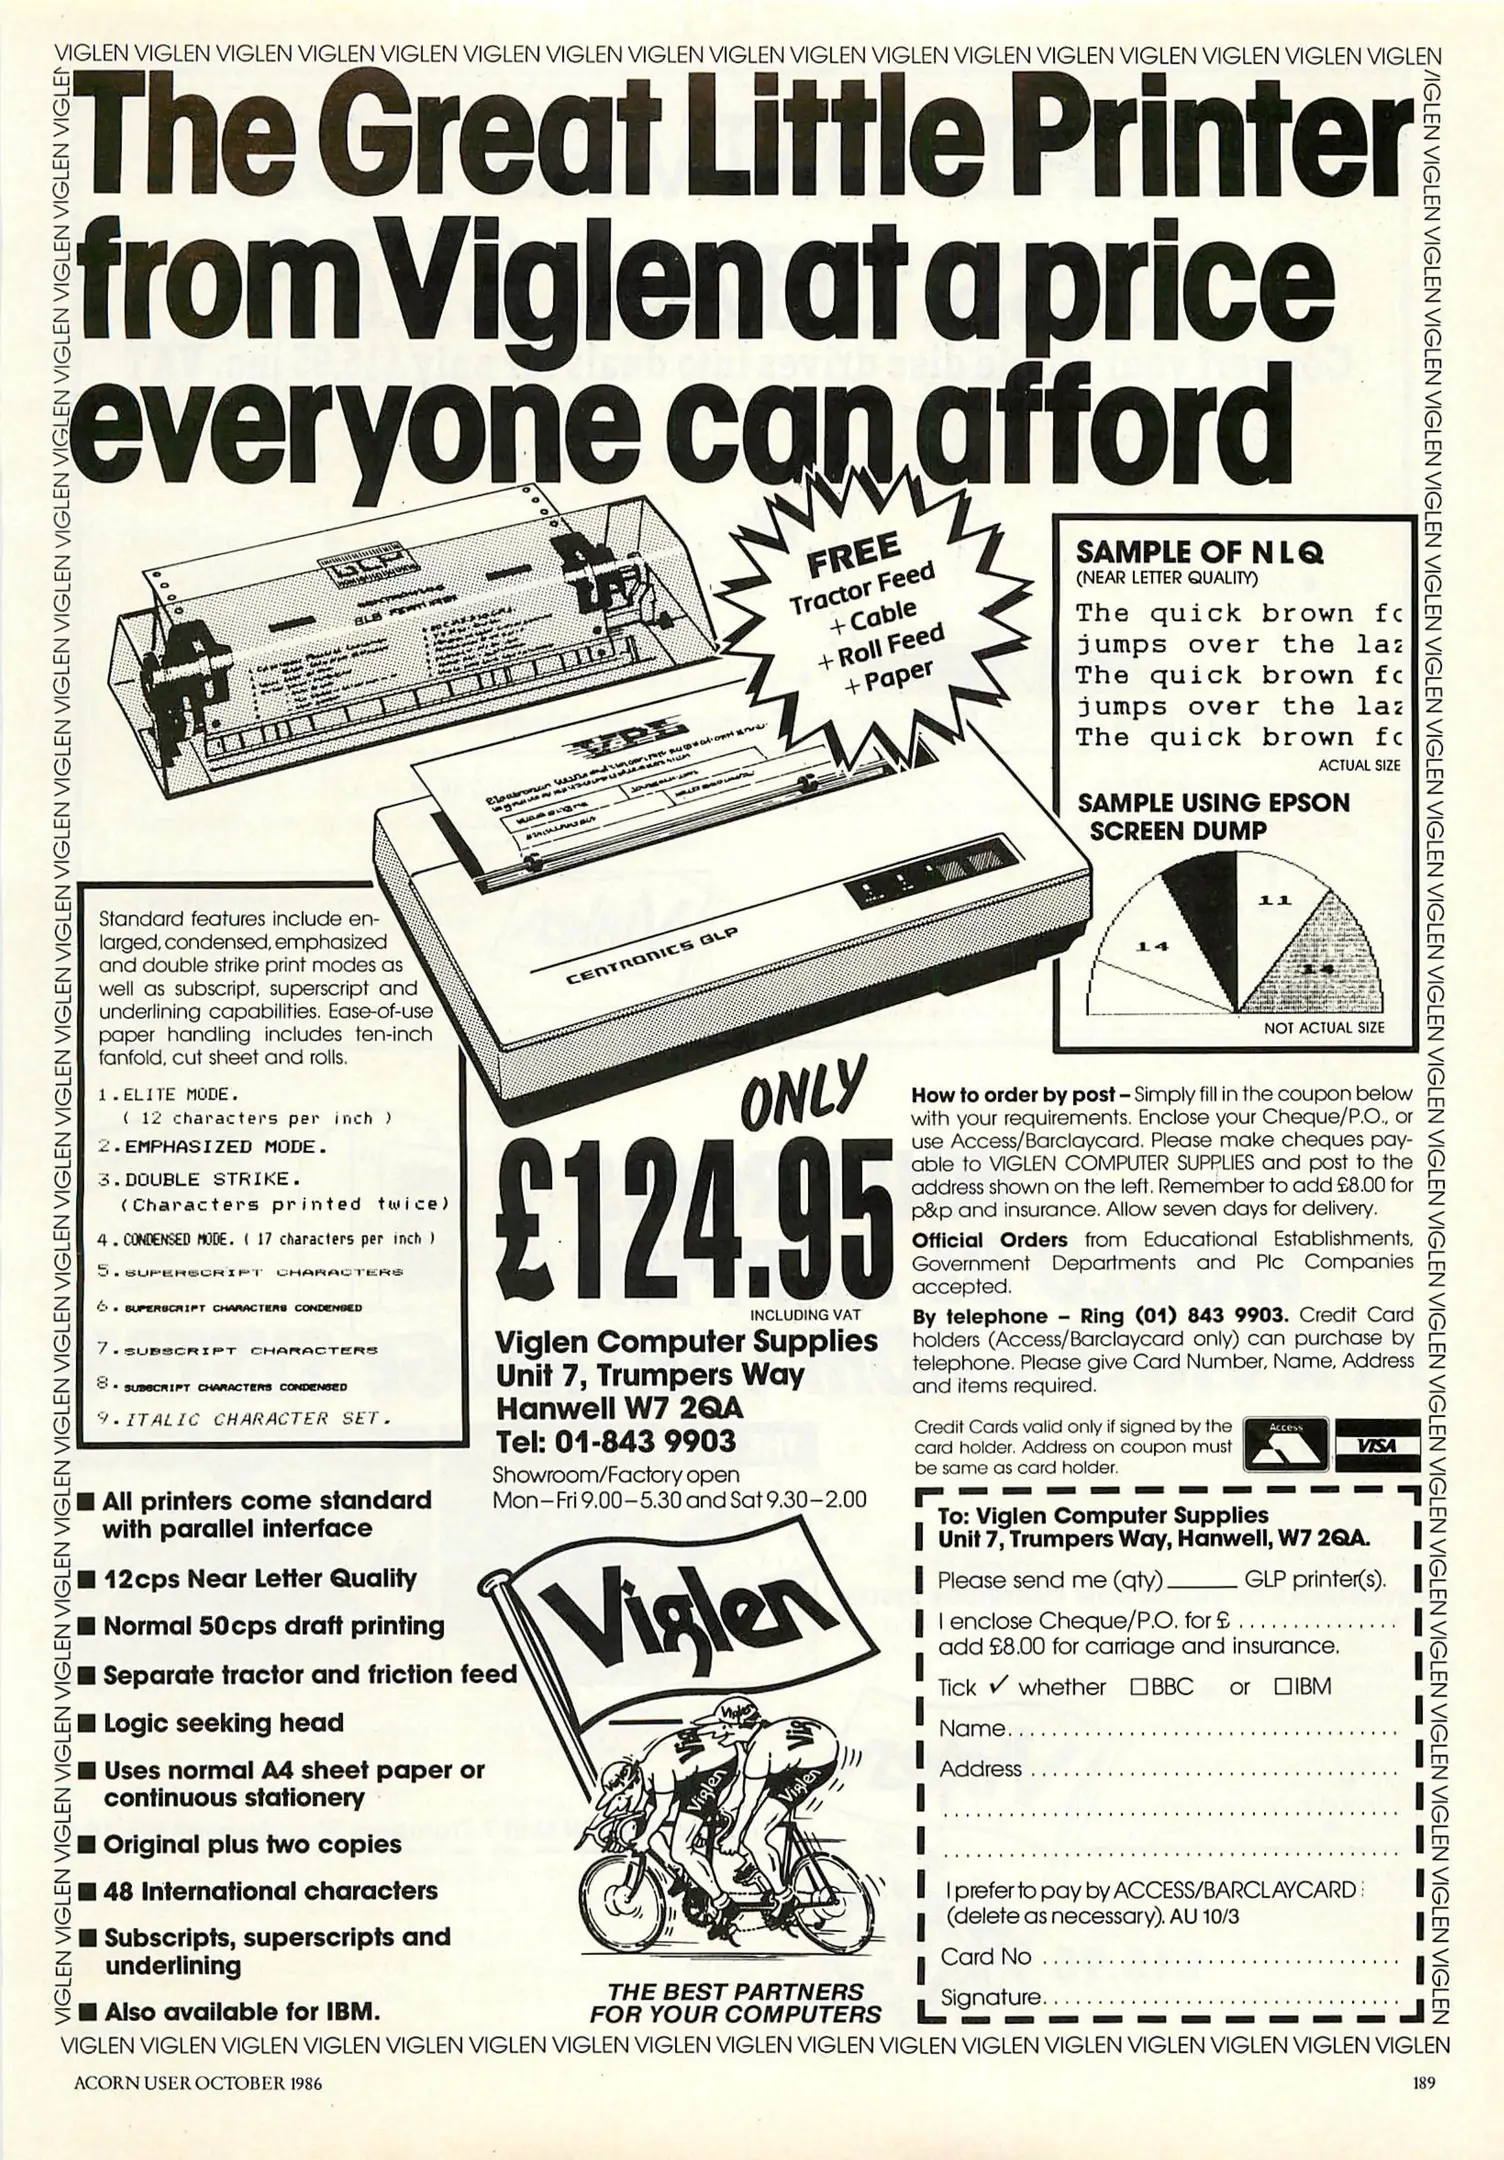 VIGLEN VIGLEN VIGLEN VIGLEN VIGLEN VIGLEN VIGLEN VIGLEN VIGLEN VIGLEN VIGLEN VIGLEN VIGLEN VIGLEN VIGLEN VIGLEN VIGLEN
The Great Little Printer
from Viglen at a price
everyone can afford
FREE
Tractor Feed
+ Cable
+ Roll Feed
+ Paper
CENTRONICS GLP
SAMPLE OF NLQ
(NEAR LETTER QUALITY)
The quick brown fo
jumps over the laz
The quick brown fo
jumps over the laz
The quick brown fo
ACTUAL SIZE
SAMPLE USING EPSON
SCREEN DUMP
11
14
14
NOT ACTUAL SIZE
Standard features include en-
larged, condensed, emphasized
and double strike print modes as
well as subscript, superscript and
underlining capabilities. Ease-of-use
paper handling includes ten-inch
fanfold, cut sheet and rolls.
1. ELITE MODE.
( 12 characters per inch )
2. EMPHASIZED MODE.
3. DOUBLE STRIKE.
(Characters printed twice)
4. CONDENSED MODE. ( 17 characters per inch )
5. SUPERSCRIPT CHARACTERS
6. SUPERSCRIPT CHARACTERS CONDENSED
7. SUBSCRIPT CHARACTERS
8. SUBSCRIPT CHARACTERS CONDENSED
9. ITALIC CHARACTER SET.
■ All printers come standard
with parallel interface
■ 12cps Near Letter Quality
■ Normal 50cps draft printing
■ Separate tractor and friction feed
■ Logic seeking head
■ Uses normal A4 sheet paper or
continuous stationery
■ Original plus two copies
■ 48 International characters
■ Subscripts, superscripts and
underlining
■ Also available for IBM.
ONLY
£124.95
INCLUDING VAT
Viglen Computer Supplies
Unit 7, Trumpers Way
Hanwell W7 2QA
Tel: 01-843 9903
Showroom/Factory open
Mon–Fri 9.00–5.30 and Sat 9.30–2.00
Viglen
Viglen
Viglen
Viglen
Viglen
THE BEST PARTNERS
FOR YOUR COMPUTERS
How to order by post – Simply fill in the coupon below
with your requirements. Enclose your Cheque/P.O., or
use Access/Barclaycard. Please make cheques pay-
able to VIGLEN COMPUTER SUPPLIES and post to the
address shown on the left. Remember to add £8.00 for
p&p and insurance. Allow seven days for delivery.
Official Orders from Educational Establishments,
Government Departments and Plc Companies
accepted.
By telephone – Ring (01) 843 9903. Credit Card
holders (Access/Barclaycard only) can purchase by
telephone. Please give Card Number, Name, Address
and items required.
Credit Cards valid only if signed by the
card holder. Address on coupon must
be same as card holder.
Access
VISA
To: Viglen Computer Supplies
Unit 7, Trumpers Way, Hanwell, W7 2QA.
Please send me (qty)______ GLP printer(s).
I enclose Cheque/P.O. for £ ...............
add £8.00 for carriage and insurance.
Tick ✓ whether □BBC or □IBM
Name....................................
Address ..................................
I prefer to pay by ACCESS/BARCLAYCARD :
(delete as necessary). AU 10/3
Card No .................................
Signature.................................
VIGLEN VIGLEN VIGLEN VIGLEN VIGLEN VIGLEN VIGLEN VIGLEN VIGLEN VIGLEN VIGLEN VIGLEN VIGLEN VIGLEN VIGLEN VIGLEN VIGLEN
ACORN USER OCTOBER 1986
189